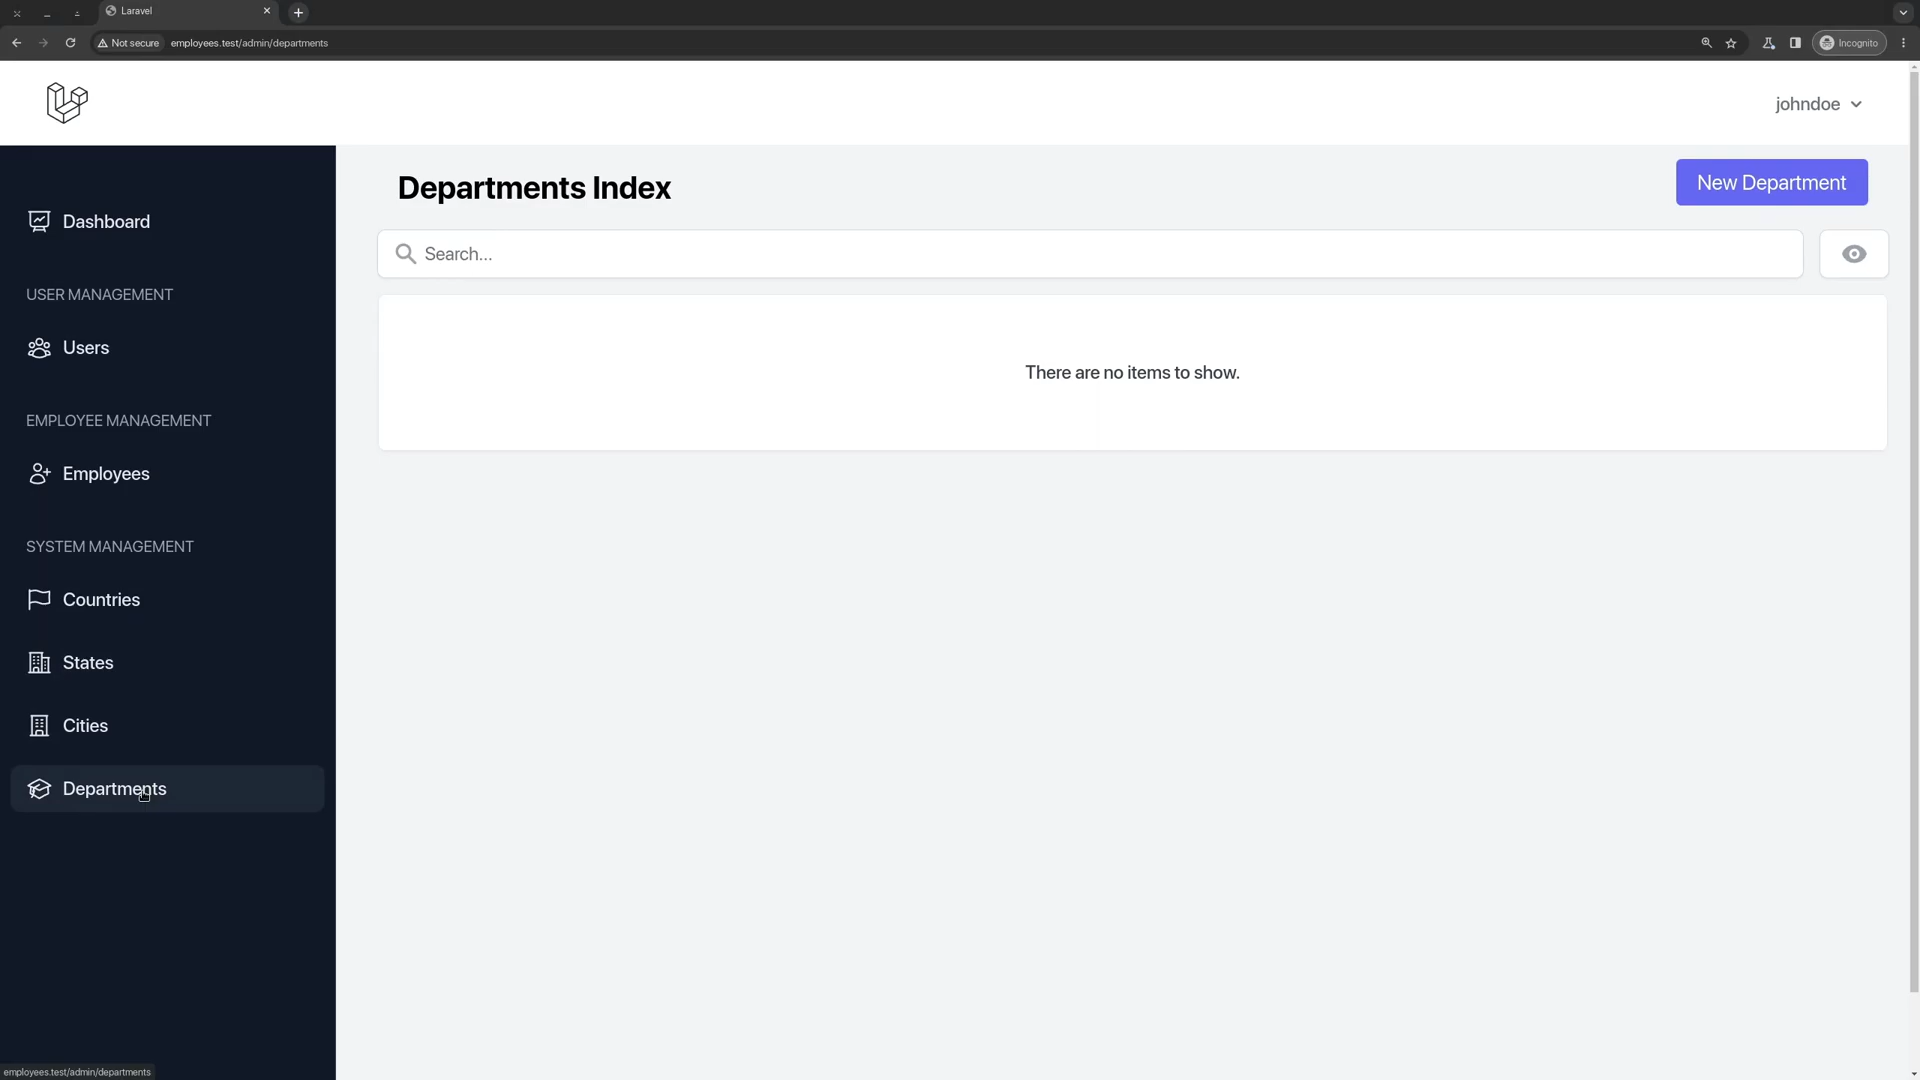 Laravel
Not secure
employees.test/admin/departments
Incognito
johndoe
Departments Index
New Department
Search...
There are no items to show.
Dashboard
USER MANAGEMENT
Users
EMPLOYEE MANAGEMENT
Employees
SYSTEM MANAGEMENT
Countries
States
Cities
Departments
employees.test/admin/departments